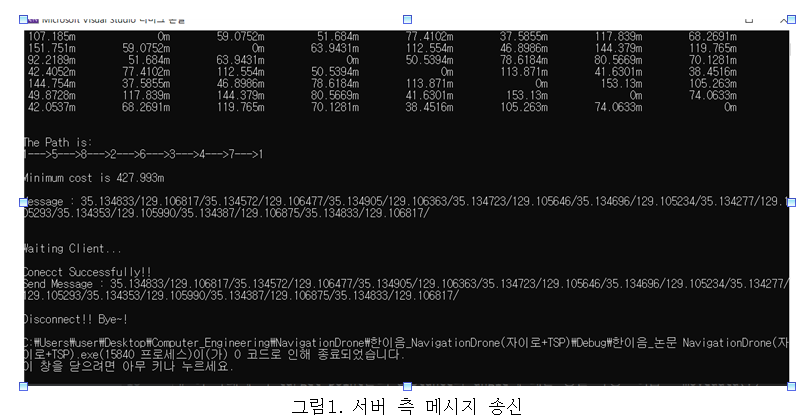 Microsoft Visual Studio 디버그 콘솔
107.185m 0m 59.0752m 51.684m 77.4102m 37.5855m 117.839m 68.2691m
151.751m 59.0752m 0m 63.9431m 112.554m 46.8986m 144.379m 119.765m
92.2189m 51.684m 63.9431m 0m 50.5394m 78.6184m 80.5669m 70.1281m
42.4052m 77.4102m 112.554m 50.5394m 0m 113.871m 41.6301m 38.4516m
144.754m 37.5855m 46.8986m 78.6184m 113.871m 0m 153.13m 105.263m
49.8728m 117.839m 144.379m 80.5669m 41.6301m 153.13m 0m 74.0633m
42.0537m 68.2691m 119.765m 70.1281m 38.4516m 105.263m 74.0633m 0m
The Path is:
1--->5--->8--->2--->6--->3--->4--->7--->1
Minimum cost is 427.993m
Message : 35.134833/129.106817/35.134572/129.106477/35.134905/129.106363/35.134723/129.105646/35.134696/129.105234/35.134277/129.1
05293/35.134353/129.105990/35.134387/129.106875/35.134833/129.106817/
Waiting Client...
Conecct Successfully!!
Send Message : 35.134833/129.106817/35.134572/129.106477/35.134905/129.106363/35.134723/129.105646/35.134696/129.105234/35.134277/
129.105293/35.134353/129.105990/35.134387/129.106875/35.134833/129.106817/
Disconnect!! Bye~!
C:₩Users₩user₩Desktop₩Computer_Engineering₩NavigationDrone₩한이음_NavigationDrone(자이로+TSP)₩Debug₩한이음_논문 NavigationDrone(자
이로+TSP).exe(15840 프로세스)이(가) 0 코드로 인해 종료되었습니다.
이 창을 닫으려면 아무 키나 누르세요.
그림1. 서버 측 메시지 송신